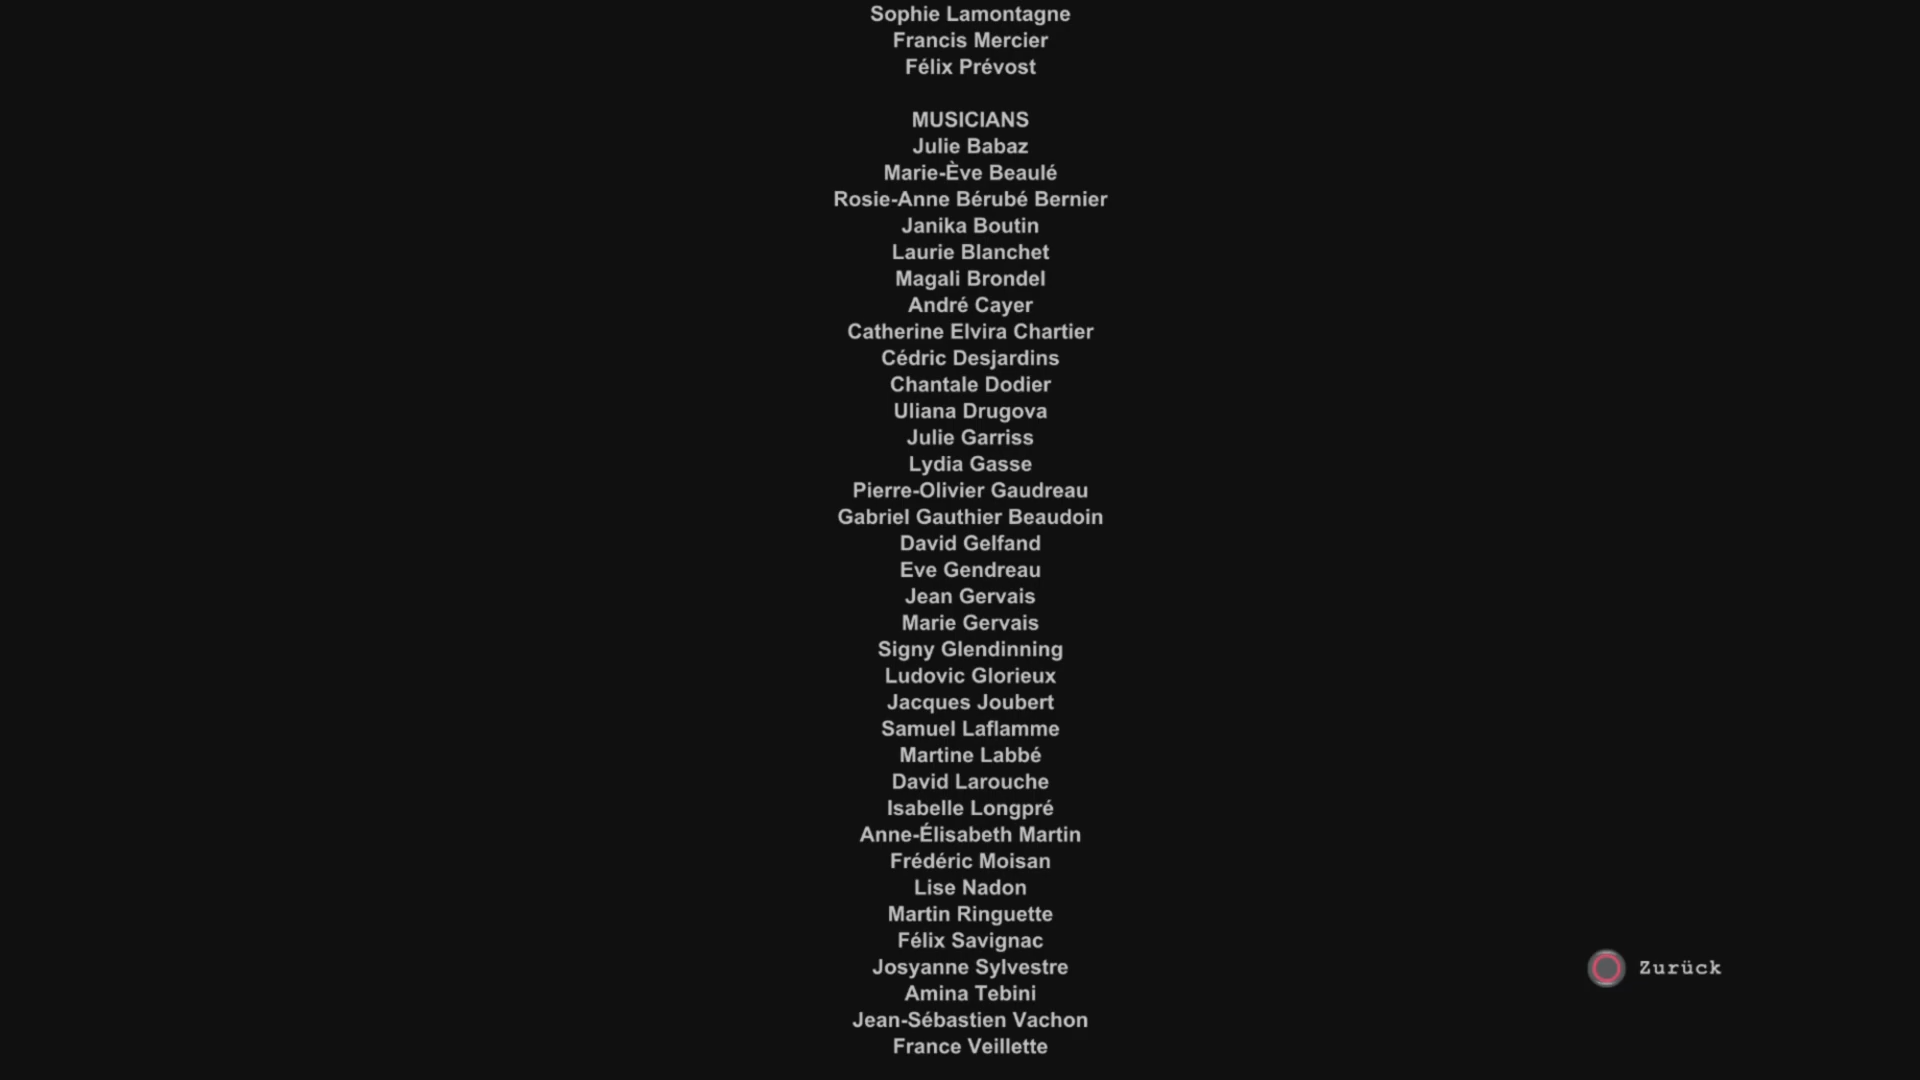 Sophie Lamontagne
Francis Mercier
Félix Prévost
MUSICIANS
Julie Babaz
Marie-Ève Beaulé
Rosie-Anne Bérubé Bernier
Janika Boutin
Laurie Blanchet
Magali Brondel
André Cayer
Catherine Elvira Chartier
Cédric Desjardins
Chantale Dodier
Uliana Drugova
Julie Garriss
Lydia Gasse
Pierre-Olivier Gaudreau
Gabriel Gauthier Beaudoin
David Gelfand
Eve Gendreau
Jean Gervais
Marie Gervais
Signy Glendinning
Ludovic Glorieux
Jacques Joubert
Samuel Laflamme
Martine Labbé
David Larouche
Isabelle Longpré
Anne-Élisabeth Martin
Frédéric Moisan
Lise Nadon
Martin Ringuette
Félix Savignac
Josyanne Sylvestre
Zurück
Amina Tebini
Jean-Sébastien Vachon
France Veillette